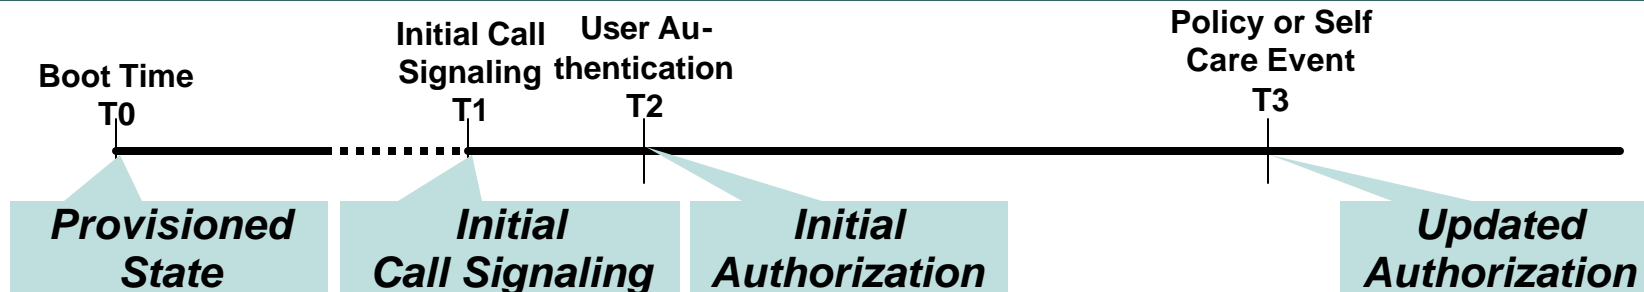 Boot Time
T0
Initial Call
Signaling
T1
User Au-
thentication
T2
Policy or Self
Care Event
T3
Provisioned
State
Initial
Call Signaling
Initial
Authorization
Updated
Authorization